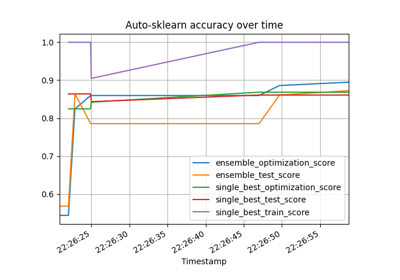 Auto-sklearn accuracy over time
1.0
0.9
0.8
0.7
0.6
ensemble_optimization_score
ensemble_test_score
single_best_optimization_score
single_best_test_score
single_best_train_score
22:26:25
22:26:30
22:26:35
22:26:40
22:26:45
22:26:50
22:26:55
Timestamp